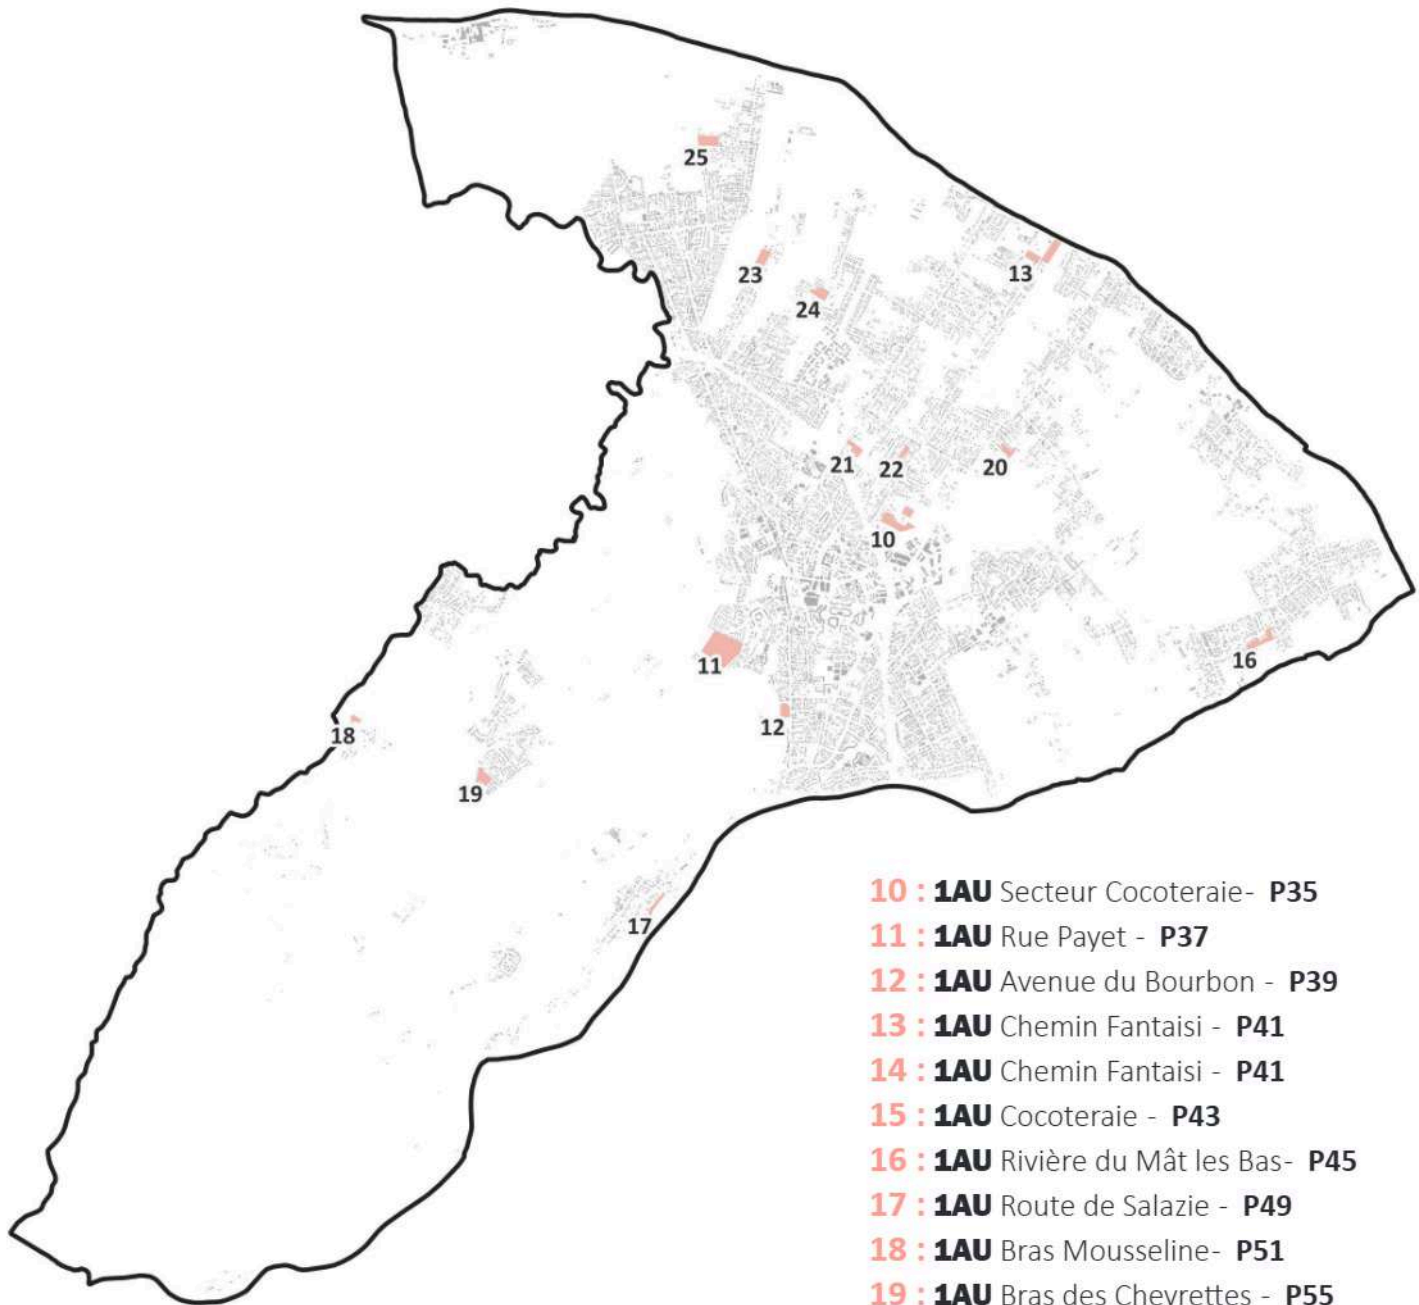 25
23
13
24
21
22
20
10
16
11
12
18
19
17
10 : 1AU Secteur Cocoteraie- P35
11 : 1AU Rue Payet - P37
12 : 1AU Avenue du Bourbon - P39
13 : 1AU Chemin Fantaisi - P41
14 : 1AU Chemin Fantaisi - P41
15 : 1AU Cocoteraie - P43
16 : 1AU Rivière du Mât les Bas- P45
17 : 1AU Route de Salazie - P49
18 : 1AU Bras Mousseline- P51
19 : 1AU Bras des Chevrettes - P55